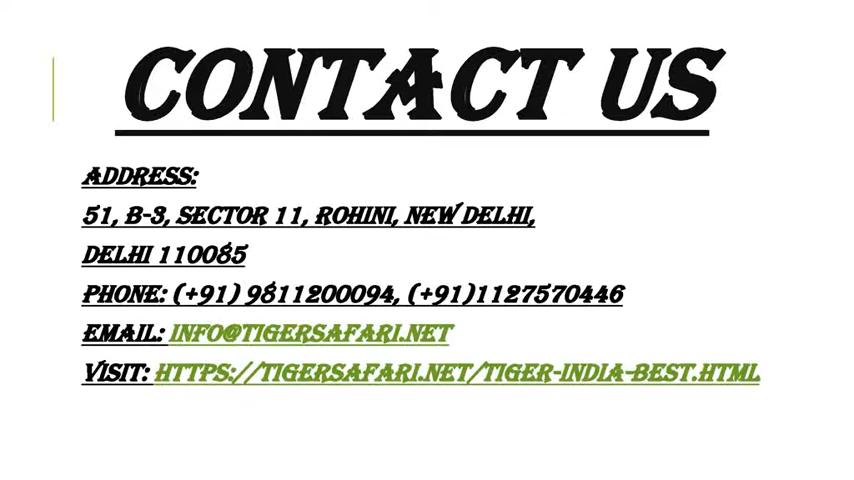 CONTACT US
ADDRESS:
51, B-3, SECTOR 11, ROHINI, NEW DELHI,
DELHI 110085
PHONE: (+91) 9811200094, (+91)1127570446
EMAIL: INFO@TIGERSAFARI.NET
VISIT: HTTPS://TIGERSAFARI.NET/TIGER-INDIA-BEST.HTML